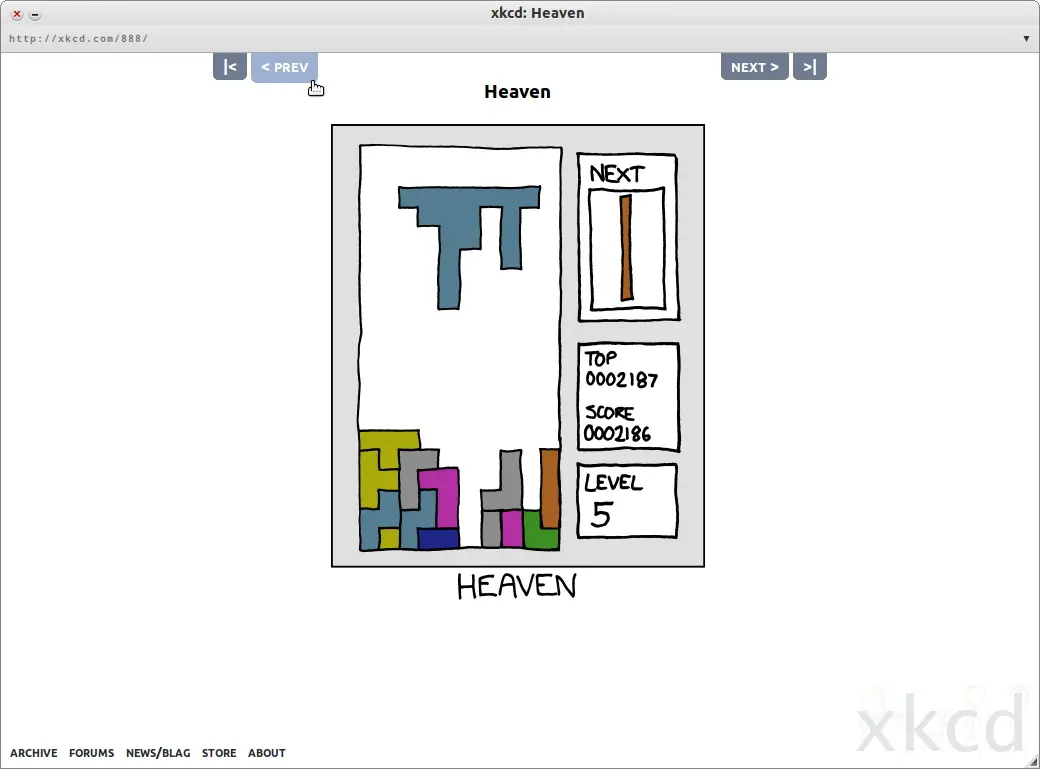 xkcd: Heaven
http://xkcd.com/888/
|< < PREV NEXT > >|
Heaven
NEXT
TOP
0002187
SCORE
0002186
LEVEL
5
HEAVEN
xkcd
ARCHIVE FORUMS NEWS/BLAG STORE ABOUT